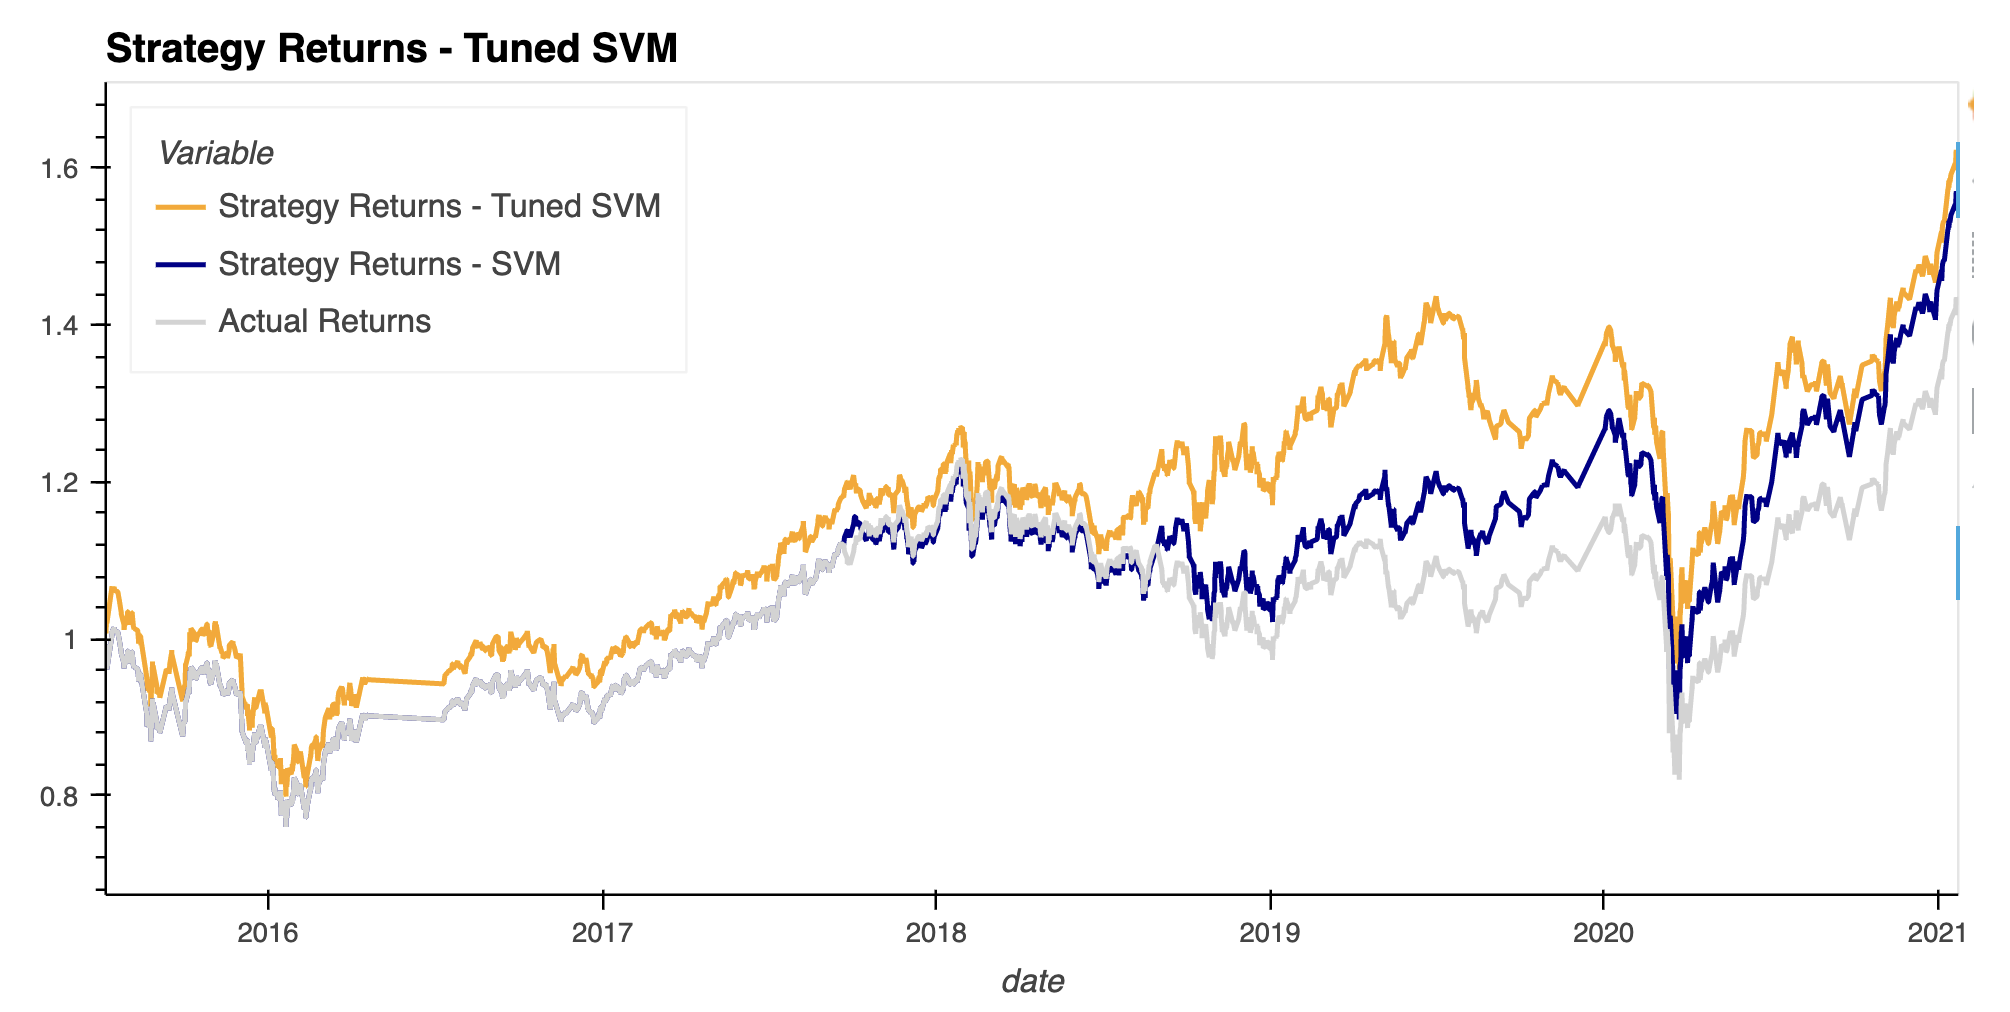 Strategy Returns - Tuned SVM
Variable
Strategy Returns - Tuned SVM
Strategy Returns - SVM
Actual Returns
1.6
1.4
1.2
1
0.8
2016 2017 2018 2019 2020 2021
date